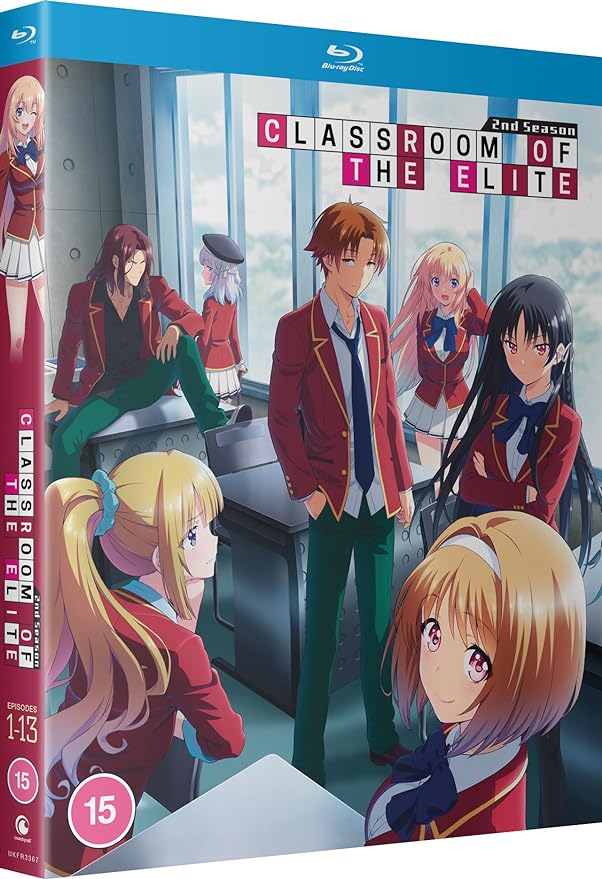 Blu-ray Disc
2nd Season
CLASSROOM OF
THE ELITE
15
CLASSROOM OF
THE ELITE
2nd Season
EPISODES
1-13
15
crunchyroll
UKFR3367